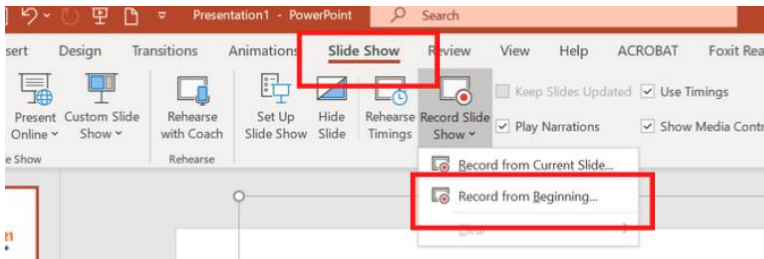 Presentation1 - PowerPoint Search
sert Design Transitions Animations Slide Show Review View Help ACROBAT Foxit Rea
Present Online Custom Slide Show Rehearse with Coach Set Up Slide Show Hide Slide Rehearse Timings Record Slide Show
Keep Slides Updated Use Timings
Play Narrations Show Media Contr
e Show Rehearse
Record from Current Slide...
Record from Beginning...
Clear
21